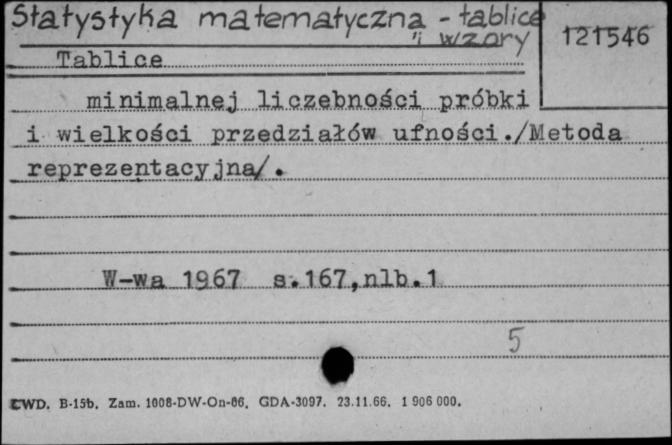 Statystyka matematyczna - tablice
i wzory
121546
Tablice
minimalnej liczebności próbki
i wielkości przedziałów ufności./Metoda
reprezentacyjna/.
W-wa 1967 s.167,nlb.1
5
CWD. B-15b. Zam. 1008-DW-On-66. GDA-3097. 23.11.66. 1 906 000.